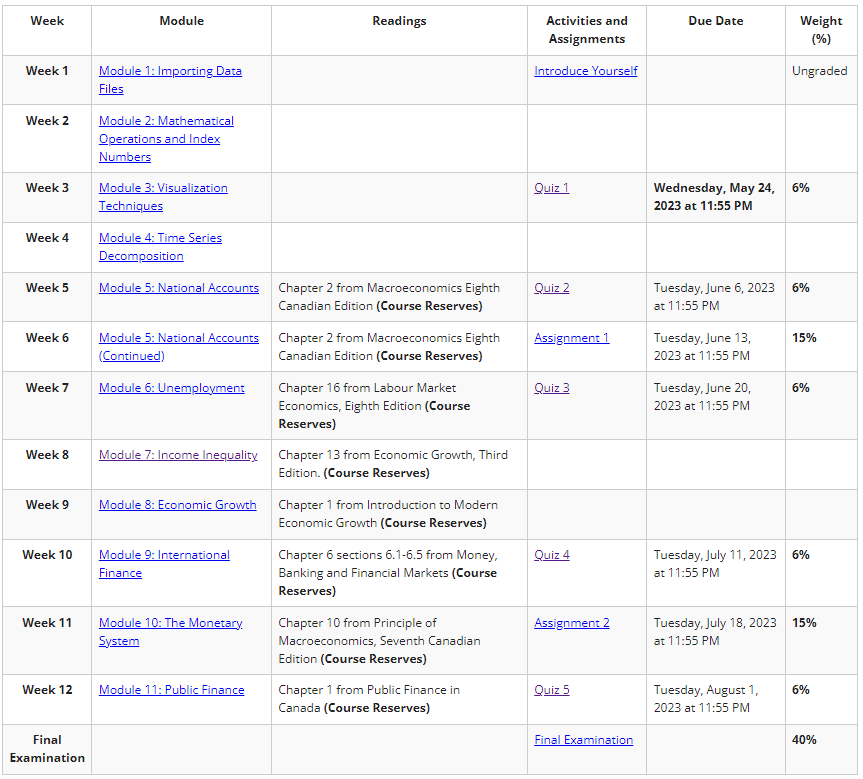 Week Module Readings Activities and Assignments Due Date Weight (%)
Week 1 Module 1: Importing Data Files Introduce Yourself Ungraded
Week 2 Module 2: Mathematical Operations and Index Numbers
Week 3 Module 3: Visualization Techniques Quiz 1 Wednesday, May 24, 2023 at 11:55 PM 6%
Week 4 Module 4: Time Series Decomposition
Week 5 Module 5: National Accounts Chapter 2 from Macroeconomics Eighth Canadian Edition (Course Reserves) Quiz 2 Tuesday, June 6, 2023 at 11:55 PM 6%
Week 6 Module 5: National Accounts (Continued) Chapter 2 from Macroeconomics Eighth Canadian Edition (Course Reserves) Assignment 1 Tuesday, June 13, 2023 at 11:55 PM 15%
Week 7 Module 6: Unemployment Chapter 16 from Labour Market Economics, Eighth Edition (Course Reserves) Quiz 3 Tuesday, June 20, 2023 at 11:55 PM 6%
Week 8 Module 7: Income Inequality Chapter 13 from Economic Growth, Third Edition. (Course Reserves)
Week 9 Module 8: Economic Growth Chapter 1 from Introduction to Modern Economic Growth (Course Reserves)
Week 10 Module 9: International Finance Chapter 6 sections 6.1-6.5 from Money, Banking and Financial Markets (Course Reserves) Quiz 4 Tuesday, July 11, 2023 at 11:55 PM 6%
Week 11 Module 10: The Monetary System Chapter 10 from Principle of Macroeconomics, Seventh Canadian Edition (Course Reserves) Assignment 2 Tuesday, July 18, 2023 at 11:55 PM 15%
Week 12 Module 11: Public Finance Chapter 1 from Public Finance in Canada (Course Reserves) Quiz 5 Tuesday, August 1, 2023 at 11:55 PM 6%
Final Examination Final Examination 40%